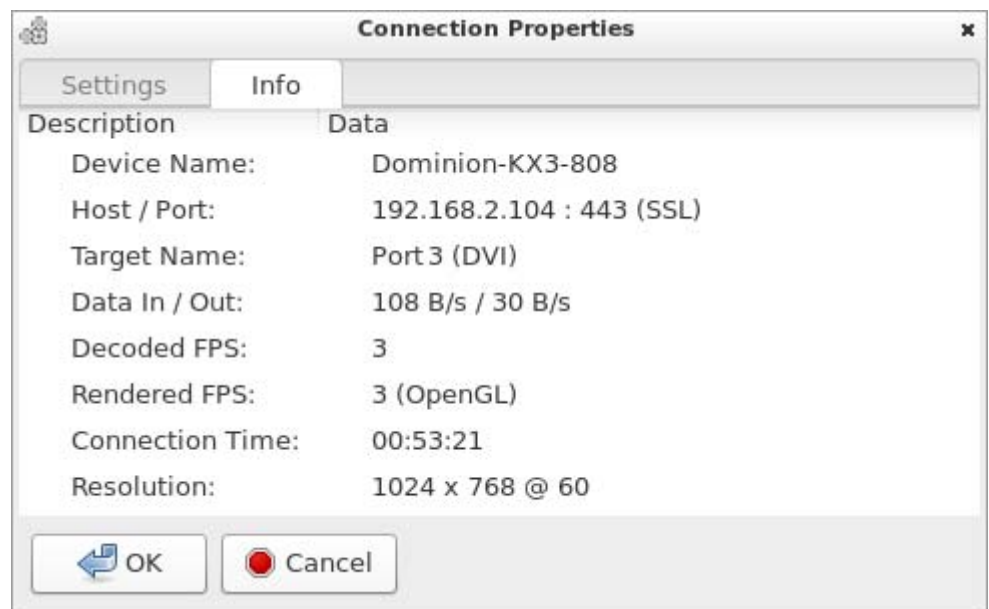 Connection Properties
Settings Info
Description Data
Device Name: Dominion-KX3-808
Host / Port: 192.168.2.104 : 443 (SSL)
Target Name: Port 3 (DVI)
Data In / Out: 108 B/s / 30 B/s
Decoded FPS: 3
Rendered FPS: 3 (OpenGL)
Connection Time: 00:53:21
Resolution: 1024 x 768 @ 60
OK Cancel